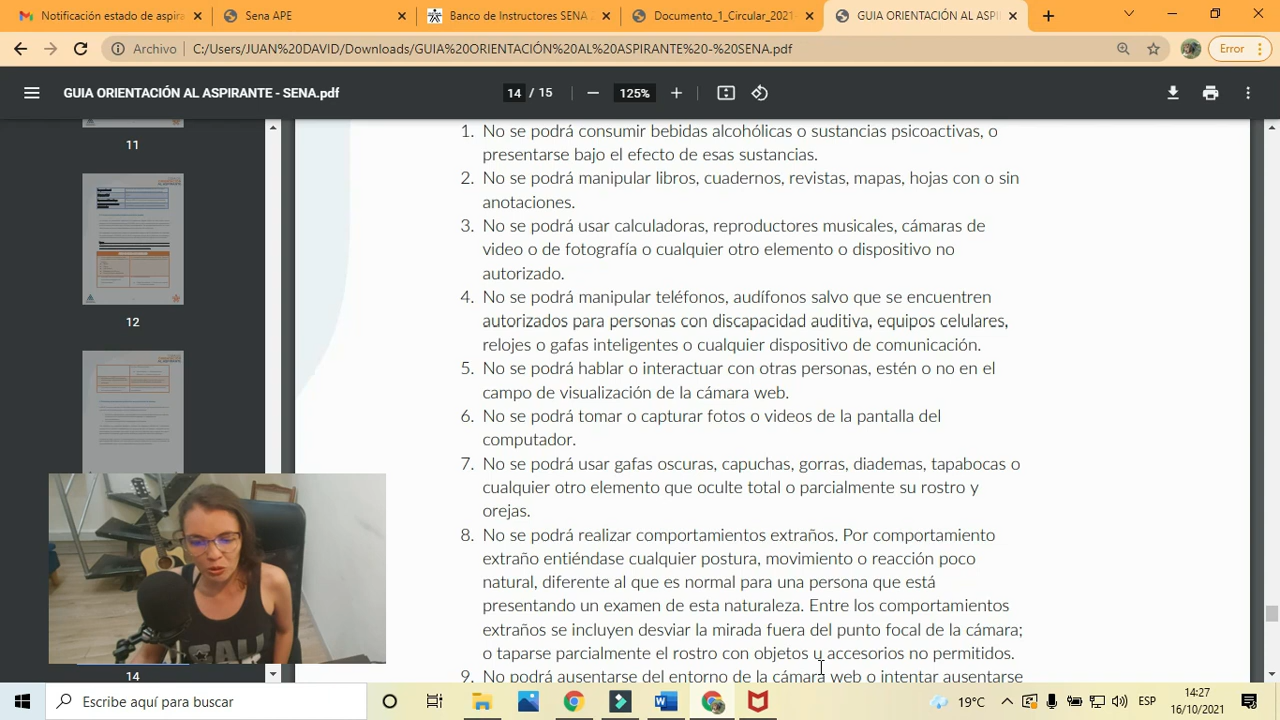 Notificación estado de aspira
Sena APE
Banco de Instructores SENA 2
Documento_1_Circular_2021
GUIA ORIENTACIÓN AL ASPI
Archivo
C:/Users/JUAN%20DAVID/Downloads/GUIA%20ORIENTACIÓN%20AL%20ASPIRANTE%20-%20SENA.pdf
Error
GUIA ORIENTACIÓN AL ASPIRANTE - SENA.pdf
14 / 15
125%
11
12
14
1. No se podrá consumir bebidas alcohólicas o sustancias psicoactivas, o
presentarse bajo el efecto de esas sustancias.
2. No se podrá manipular libros, cuadernos, revistas, mapas, hojas con o sin
anotaciones.
3. No se podrá usar calculadoras, reproductores musicales, cámaras de
video o de fotografía o cualquier otro elemento o dispositivo no
autorizado.
4. No se podrá manipular teléfonos, audífonos salvo que se encuentren
autorizados para personas con discapacidad auditiva, equipos celulares,
relojes o gafas inteligentes o cualquier dispositivo de comunicación.
5. No se podrá hablar o interactuar con otras personas, estén o no en el
campo de visualización de la cámara web.
6. No se podrá tomar o capturar fotos o videos de la pantalla del
computador.
7. No se podrá usar gafas oscuras, capuchas, gorras, diademas, tapabocas o
cualquier otro elemento que oculte total o parcialmente su rostro y
orejas.
8. No se podrá realizar comportamientos extraños. Por comportamiento
extraño entiéndase cualquier postura, movimiento o reacción poco
natural, diferente al que es normal para una persona que está
presentando un examen de esta naturaleza. Entre los comportamientos
extraños se incluyen desviar la mirada fuera del punto focal de la cámara;
o taparse parcialmente el rostro con objetos u accesorios no permitidos.
9. No podrá ausentarse del entorno de la cámara web o intentar ausentarse
Escribe aquí para buscar
19°C
ESP
14:27
16/10/2021